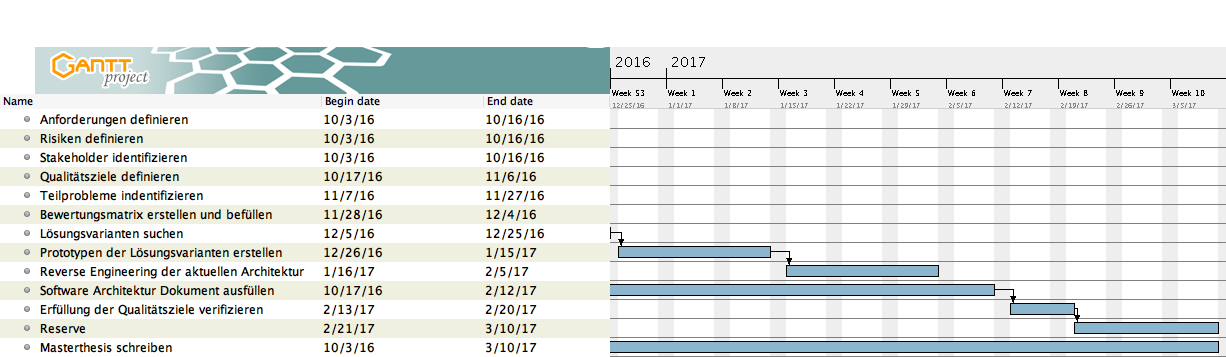 GANTT project
2016 2017
Week 53 Week 1 Week 2 Week 3 Week 4 Week 5 Week 6 Week 7 Week 8 Week 9 Week 10
12/25/16 1/1/17 1/8/17 1/15/17 1/22/17 1/29/17 2/5/17 2/12/17 2/19/17 2/26/17 3/5/17
Name Begin date End date
Anforderungen definieren 10/3/16 10/16/16
Risiken definieren 10/3/16 10/16/16
Stakeholder identifizieren 10/3/16 10/16/16
Qualitätsziele definieren 10/17/16 11/6/16
Teilprobleme indentifizieren 11/7/16 11/27/16
Bewertungsmatrix erstellen und befüllen 11/28/16 12/4/16
Lösungsvarianten suchen 12/5/16 12/25/16
Prototypen der Lösungsvarianten erstellen 12/26/16 1/15/17
Reverse Engineering der aktuellen Architektur 1/16/17 2/5/17
Software Architektur Dokument ausfüllen 10/17/16 2/12/17
Erfüllung der Qualitätsziele verifizieren 2/13/17 2/20/17
Reserve 2/21/17 3/10/17
Masterthesis schreiben 10/3/16 3/10/17